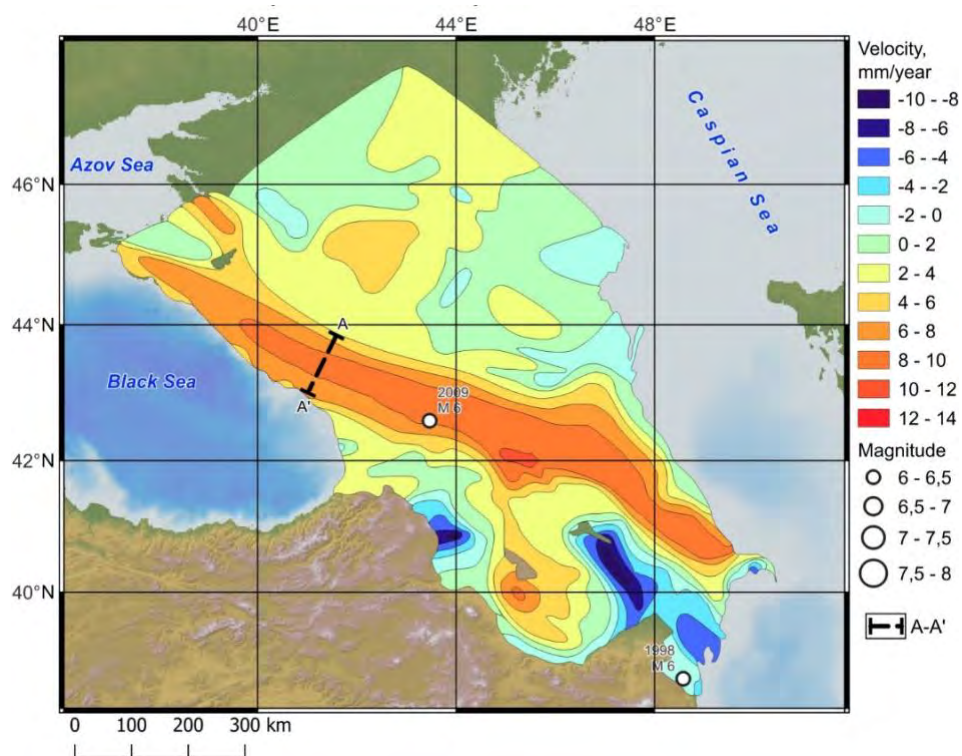 40°E 44°E 48°E
Velocity,
mm/year
-10 - -8
-8 - -6
-6 - -4
-4 - -2
-2 - 0
0 - 2
2 - 4
4 - 6
6 - 8
8 - 10
10 - 12
12 - 14
Magnitude
6 - 6,5
6,5 - 7
7 - 7,5
7,5 - 8
A-A'
Caspian Sea
Azov Sea
46°N
44°N
A
Black Sea
A'
2009
M 6
42°N
40°N
1998
M 6
0 100 200 300 km